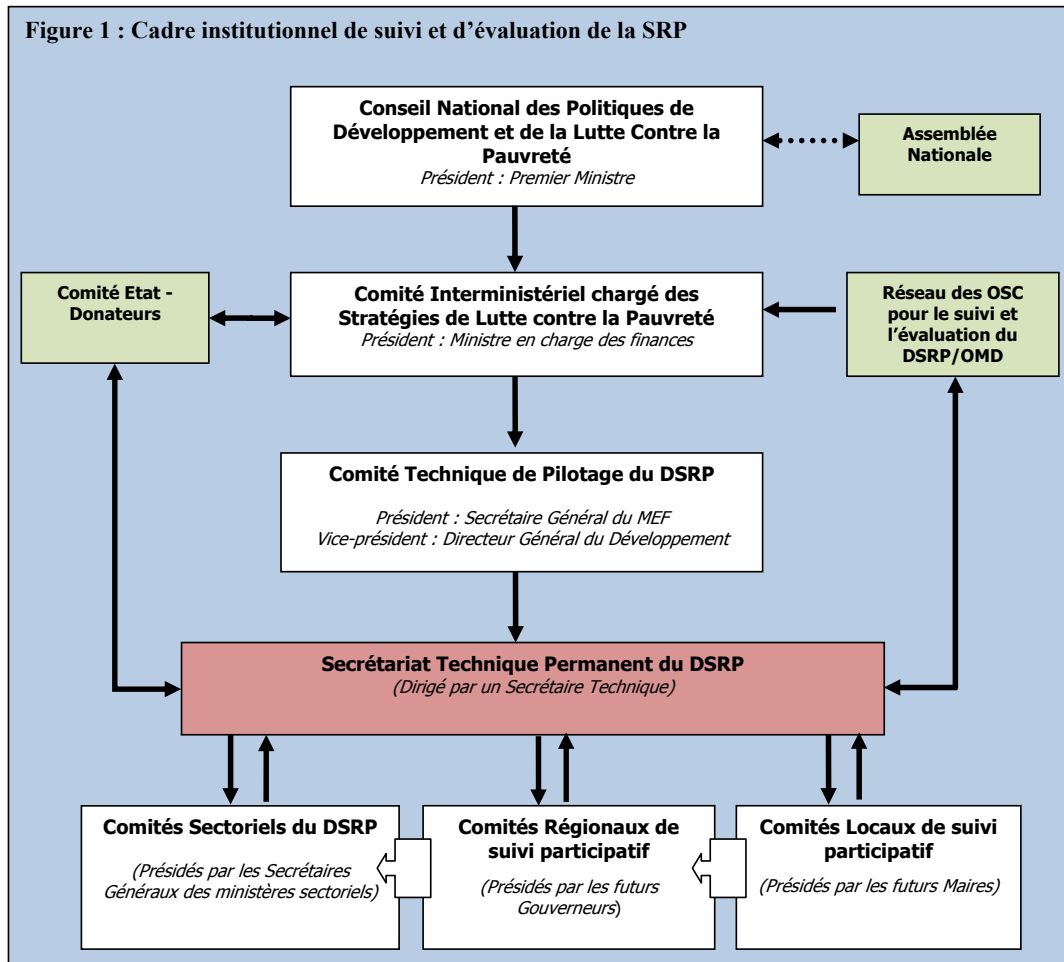 Figure 1 : Cadre institutionnel de suivi et d’évaluation de la SRP
Conseil National des Politiques de
Développement et de la Lutte Contre la
Pauvreté
Président : Premier Ministre
Assemblée
Nationale
Comité Etat -
Donateurs
Comité Interministériel chargé des
Stratégies de Lutte contre la Pauvreté
Président : Ministre en charge des finances
Réseau des OSC
pour le suivi et
l’évaluation du
DSRP/OMD
Comité Technique de Pilotage du DSRP
Président : Secrétaire Général du MEF
Vice-président : Directeur Général du Développement
Secrétariat Technique Permanent du DSRP
(Dirigé par un Secrétaire Technique)
Comités Sectoriels du DSRP
(Présidés par les Secrétaires
Généraux des ministères sectoriels)
Comités Régionaux de
suivi participatif
(Présidés par les futurs
Gouverneurs)
Comités Locaux de suivi
participatif
(Présidés par les futurs Maires)